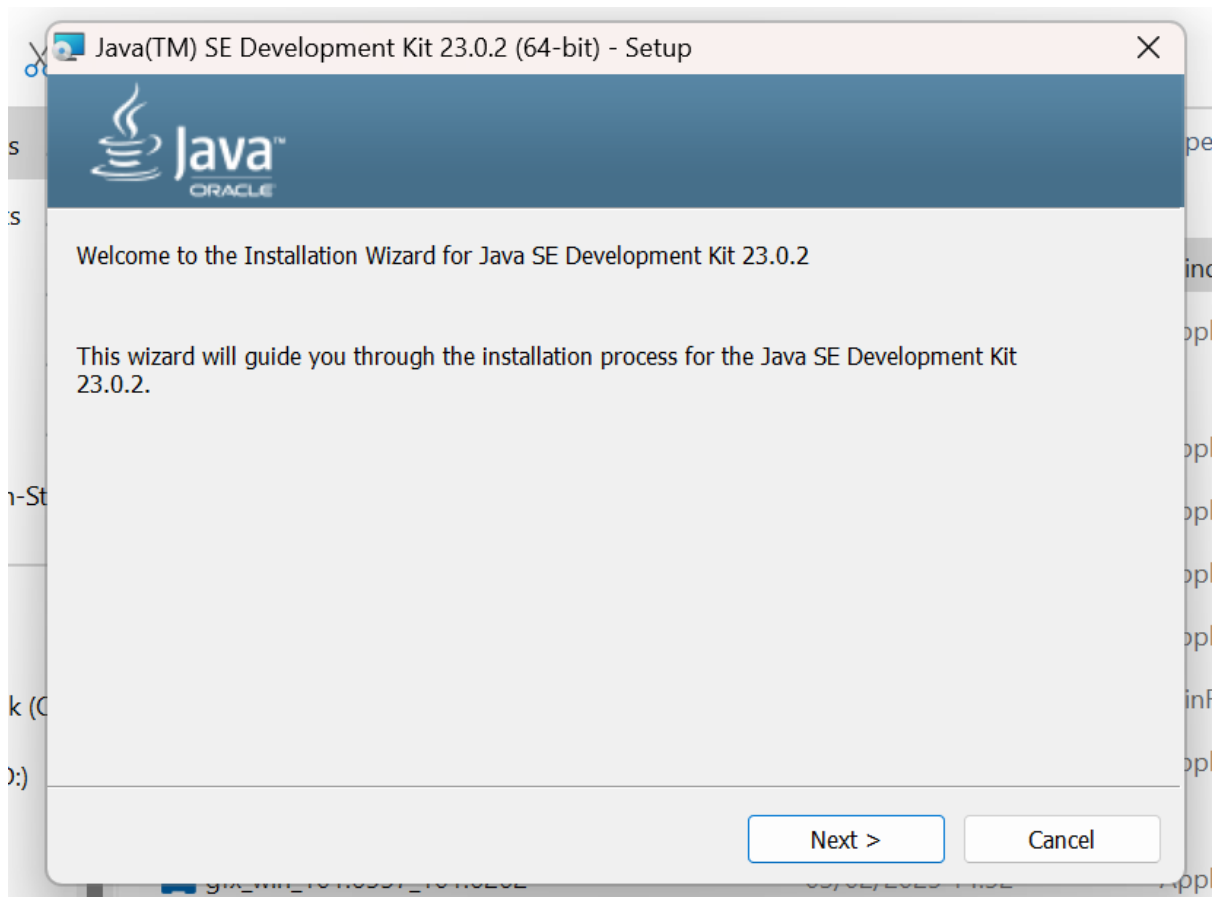 Java(TM) SE Development Kit 23.0.2 (64-bit) - Setup
Java™
ORACLE
Welcome to the Installation Wizard for Java SE Development Kit 23.0.2
This wizard will guide you through the installation process for the Java SE Development Kit
23.0.2.
Next >
Cancel